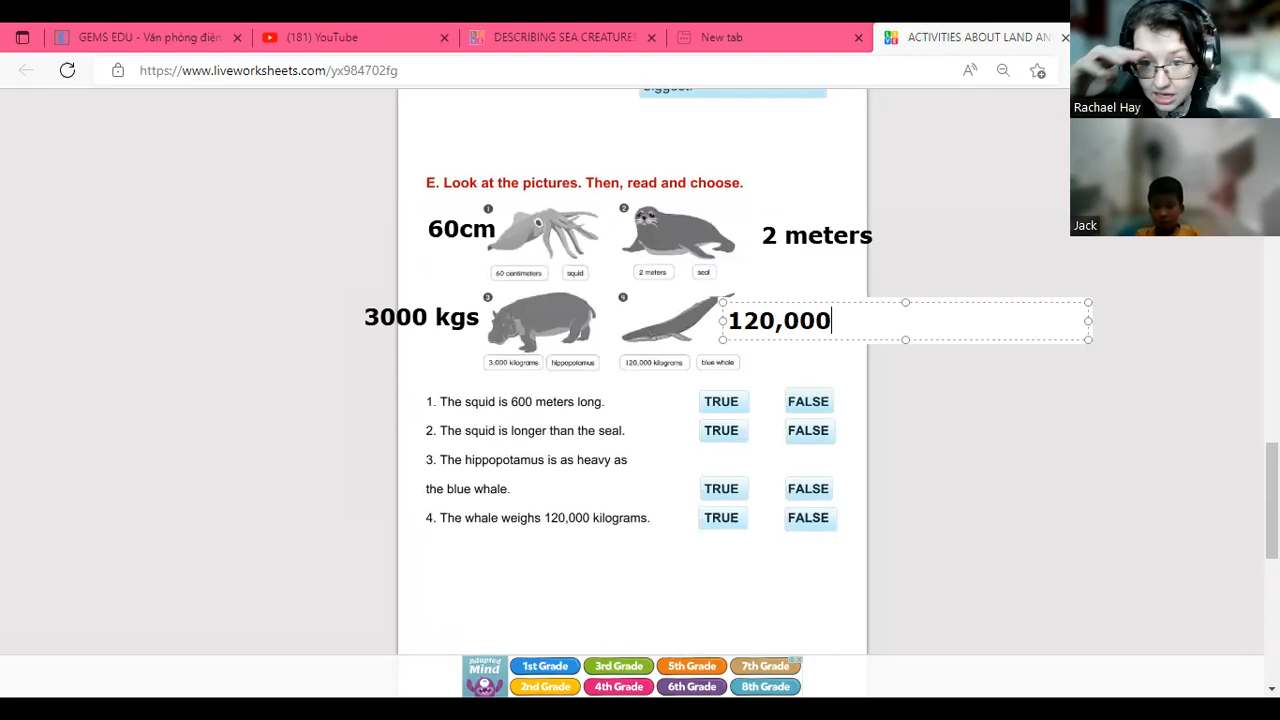 GEMS EDU - Văn phòng điện
(181) YouTube
DESCRIBING SEA CREATURES
New tab
ACTIVITIES ABOUT LAND AN
https://www.liveworksheets.com/yx984702fg
Rachael Hay
Jack
E. Look at the pictures. Then, read and choose.
1
2
60cm
2 meters
60 centimeters
squid
2 meters
seal
3
4
3000 kgs
120,000
3,000 kilograms
hippopotamus
120,000 kilograms
blue whale
1. The squid is 600 meters long. TRUE FALSE
2. The squid is longer than the seal. TRUE FALSE
3. The hippopotamus is as heavy as
the blue whale. TRUE FALSE
4. The whale weighs 120,000 kilograms. TRUE FALSE
Adapted
Mind
1st Grade
3rd Grade
5th Grade
7th Grade
2nd Grade
4th Grade
6th Grade
8th Grade